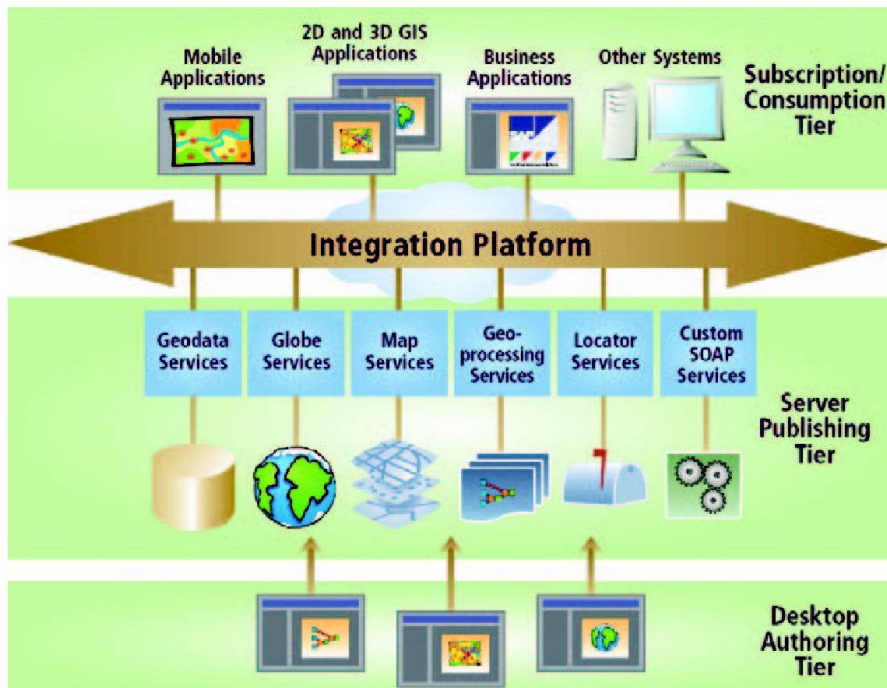 Mobile
Applications
2D and 3D GIS
Applications
Business
Applications
Other Systems
Subscription/
Consumption
Tier
SAP
Integration Platform
Geodata
Services
Globe
Services
Map
Services
Geo-
processing
Services
Locator
Services
Custom
SOAP
Services
Server
Publishing
Tier
Desktop
Authoring
Tier